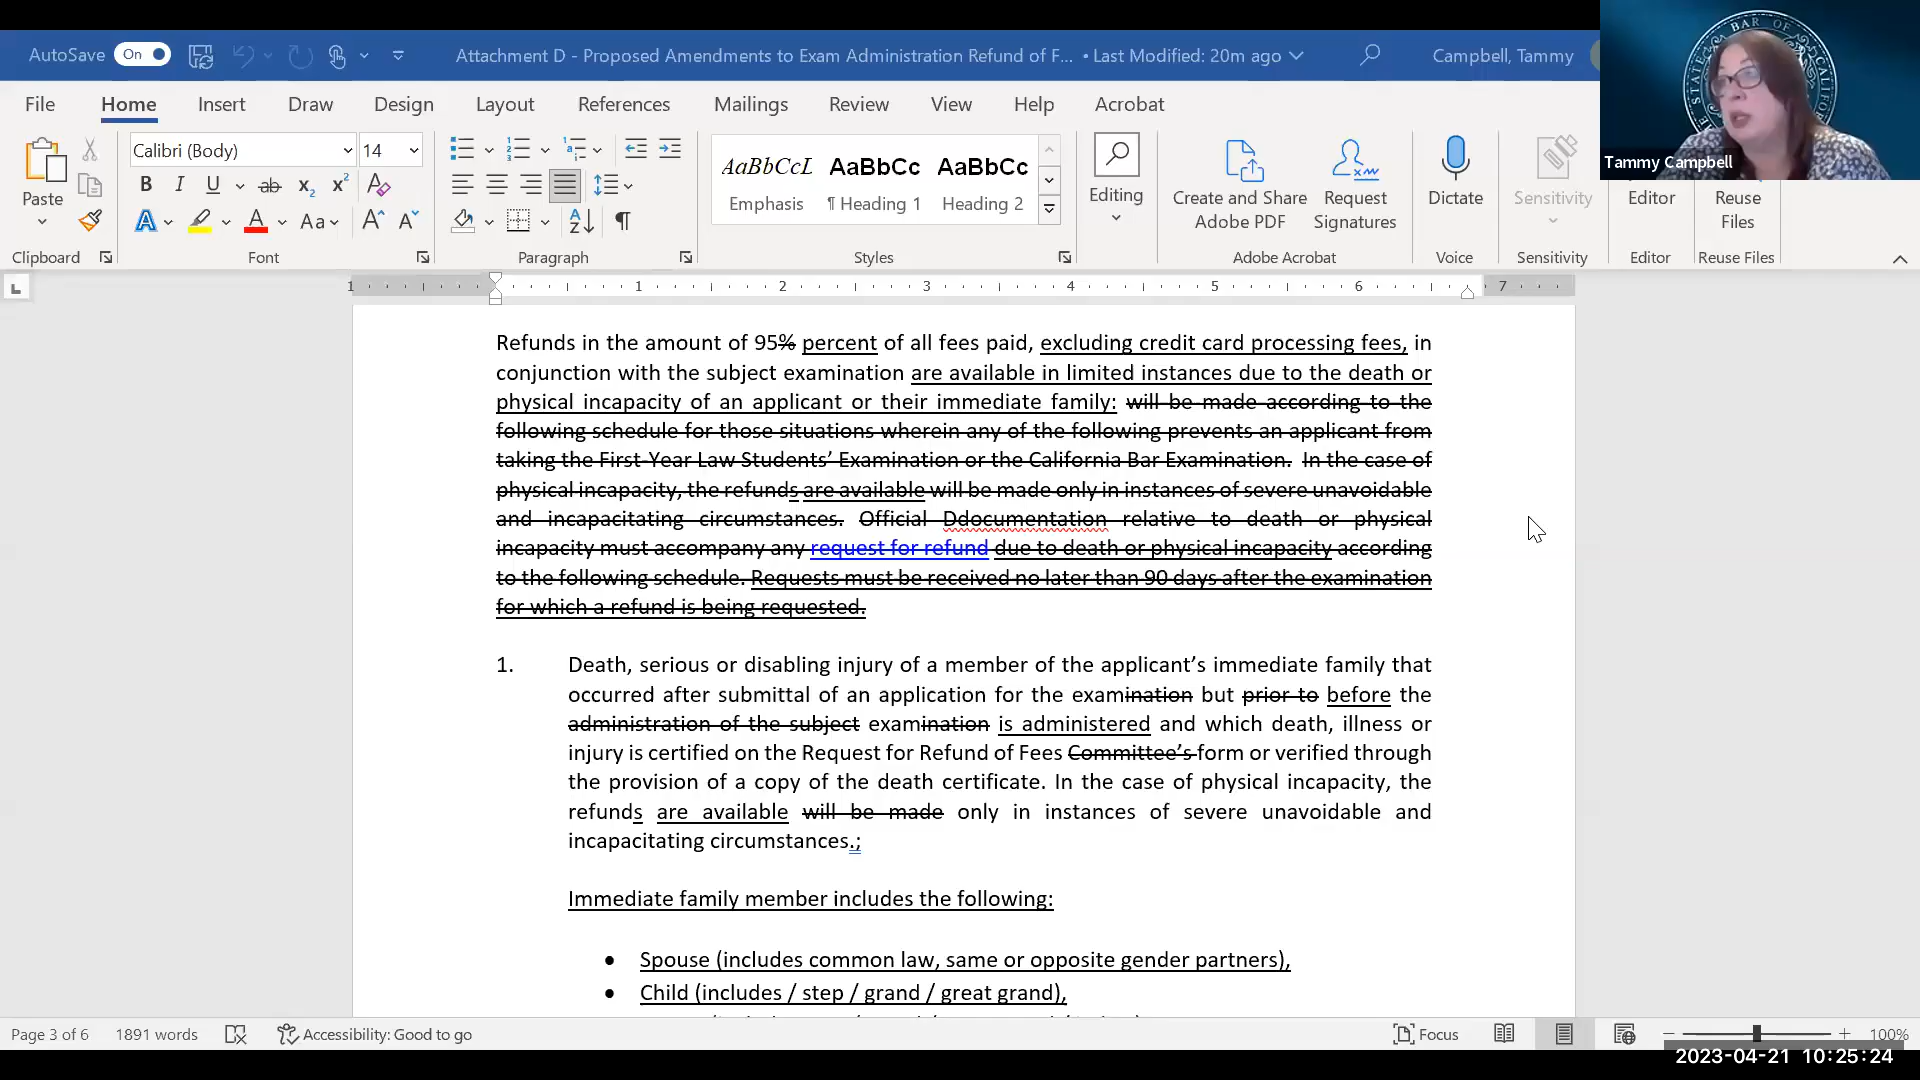 AutoSave On Attachment D - Proposed Amendments to Exam Administration Refund of F... • Last Modified: 20m ago Campbell, Tammy
STATE BAR OF CALIFOR
Tammy Campbell
File Home Insert Draw Design Layout References Mailings Review View Help Acrobat
Paste
Clipboard
Calibri (Body) 14
B I U ab x2 x2 A
A A Aa A A
Font
Paragraph
AaBbCcL AaBbCc AaBbCc
Emphasis ¶ Heading 1 Heading 2
Styles
Editing
Create and Share Adobe PDF
Request Signatures
Adobe Acrobat
Dictate
Voice
Sensitivity
Sensitivity
Editor
Editor
Reuse Files
Reuse Files
1 1 2 3 4 5 6 7
Refunds in the amount of 95% percent of all fees paid, excluding credit card processing fees, in
conjunction with the subject examination are available in limited instances due to the death or
physical incapacity of an applicant or their immediate family: will be made according to the
following schedule for those situations wherein any of the following prevents an applicant from
taking the First-Year Law Students’ Examination or the California Bar Examination. In the case of
physical incapacity, the refunds are available will be made only in instances of severe unavoidable
and incapacitating circumstances. Official Ddocumentation relative to death or physical
incapacity must accompany any request for refund due to death or physical incapacity according
to the following schedule. Requests must be received no later than 90 days after the examination
for which a refund is being requested.
1. Death, serious or disabling injury of a member of the applicant’s immediate family that
occurred after submittal of an application for the examination but prior to before the
administration of the subject examination is administered and which death, illness or
injury is certified on the Request for Refund of Fees Committee’s form or verified through
the provision of a copy of the death certificate. In the case of physical incapacity, the
refunds are available will be made only in instances of severe unavoidable and
incapacitating circumstances.;
Immediate family member includes the following:
• Spouse (includes common law, same or opposite gender partners),
• Child (includes / step / grand / great grand),
Page 3 of 6 1891 words Accessibility: Good to go Focus 100%
2023-04-21 10:25:24